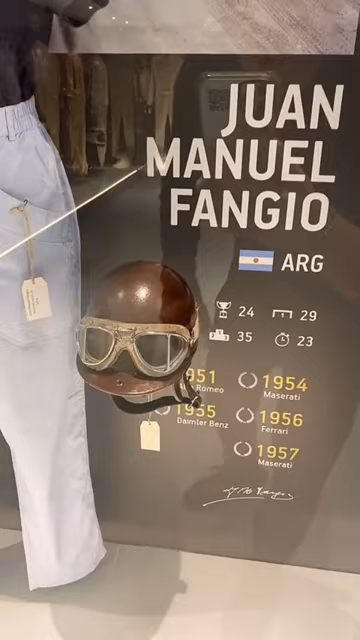 JUAN
MANUEL
FANGIO
ARG
24 29
35 23
951 1954
Romeo Maserati
1955 1956
Daimler Benz Ferrari
1957
Maserati